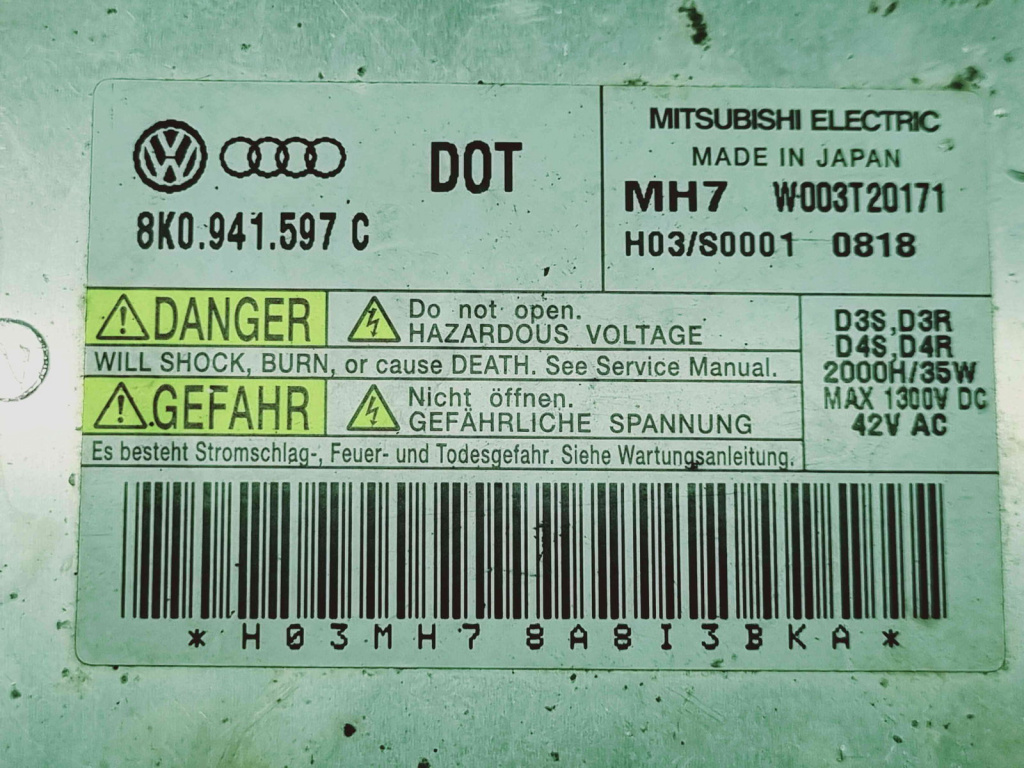 DOT
8K0.941.597 C
MITSUBISHI ELECTRIC
MADE IN JAPAN
MH7 W003T20171
H03/S0001 0818
DANGER
Do not open.
HAZARDOUS VOLTAGE
WILL SHOCK, BURN, or cause DEATH. See Service Manual.
GEFAHR
Nicht öffnen.
GEFÄHRLICHE SPANNUNG
Es besteht Stromschlag-, Feuer- und Todesgefahr. Siehe Wartungsanleitung.
D3S,D3R
D4S,D4R
2000H/35W
MAX 1300V DC
42V AC
*H03MH78A8I3BKA*